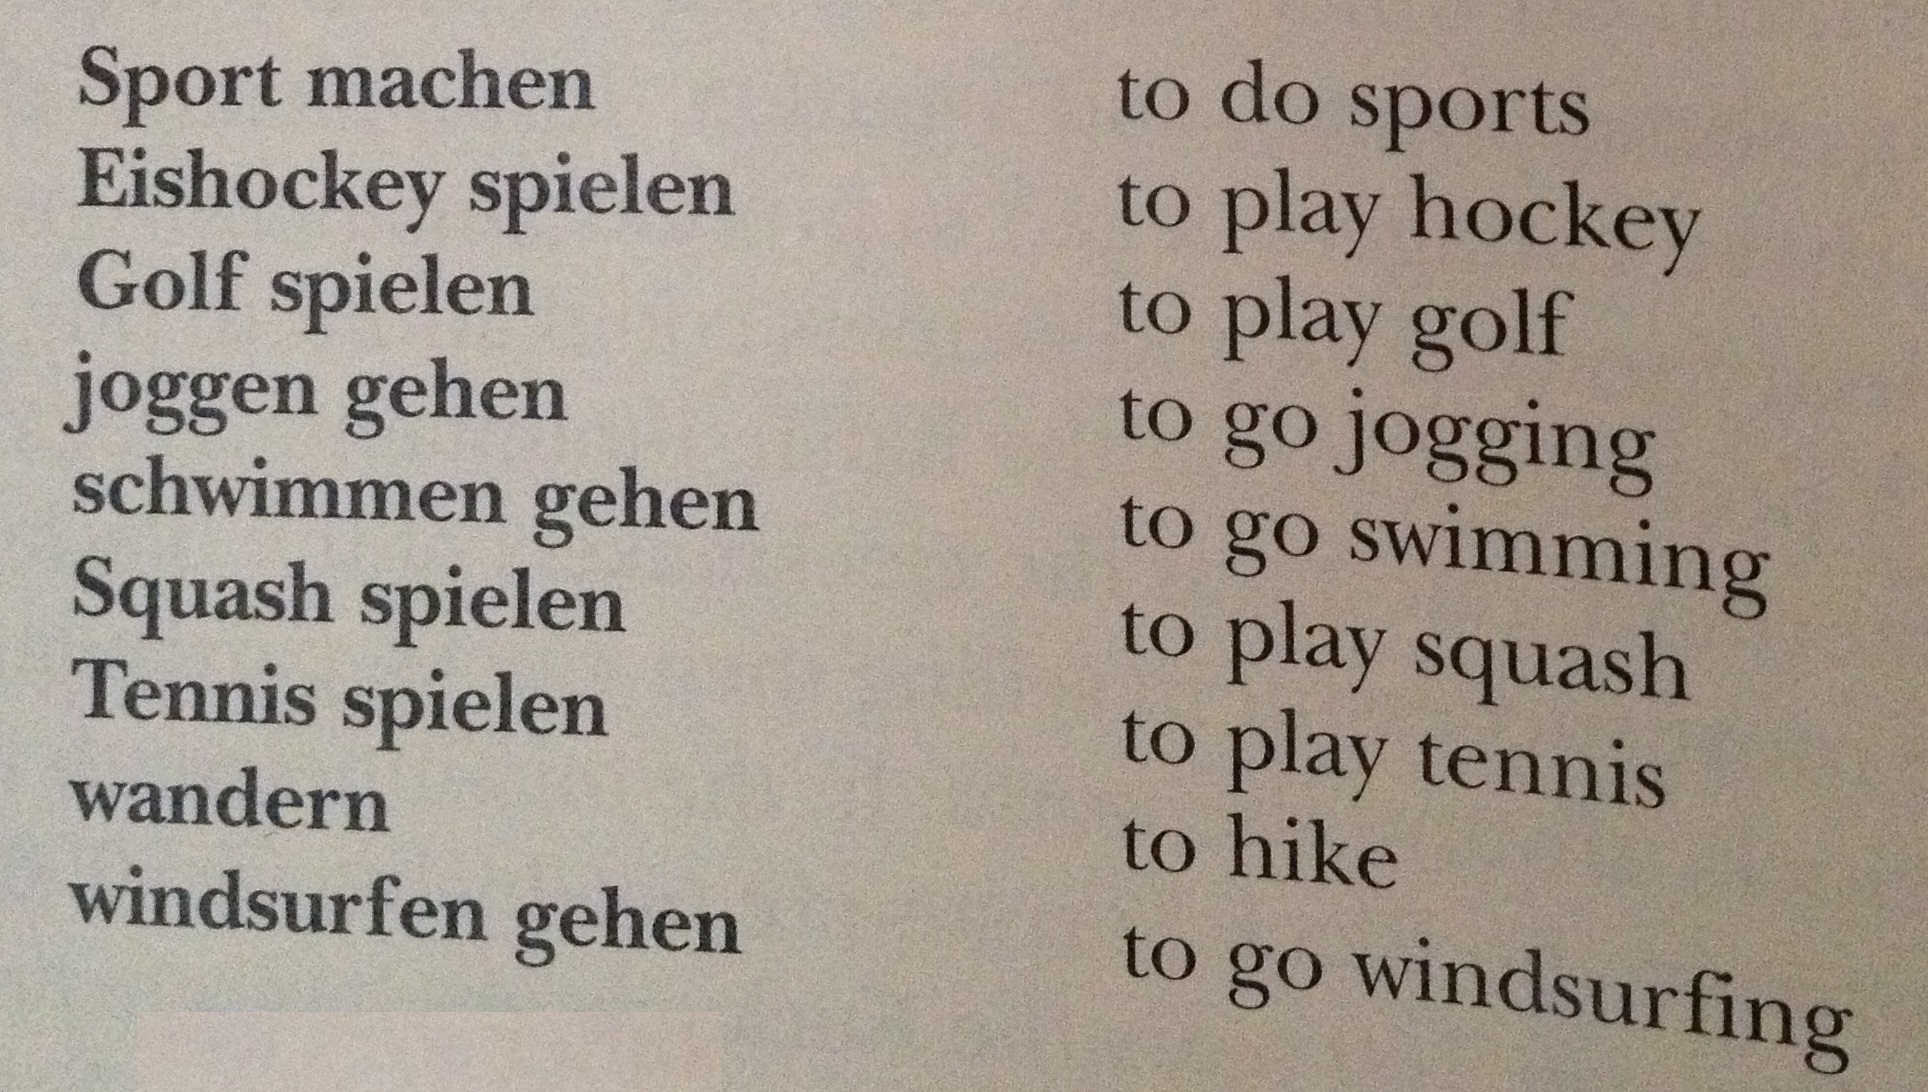 Sport machen
Eishockey spielen
Golf spielen
joggen gehen
schwimmen gehen
Squash spielen
Tennis spielen
wandern
windsurfen gehen
to do sports
to play hockey
to play golf
to go jogging
to go swimming
to play squash
to play tennis
to hike
to go windsurfing